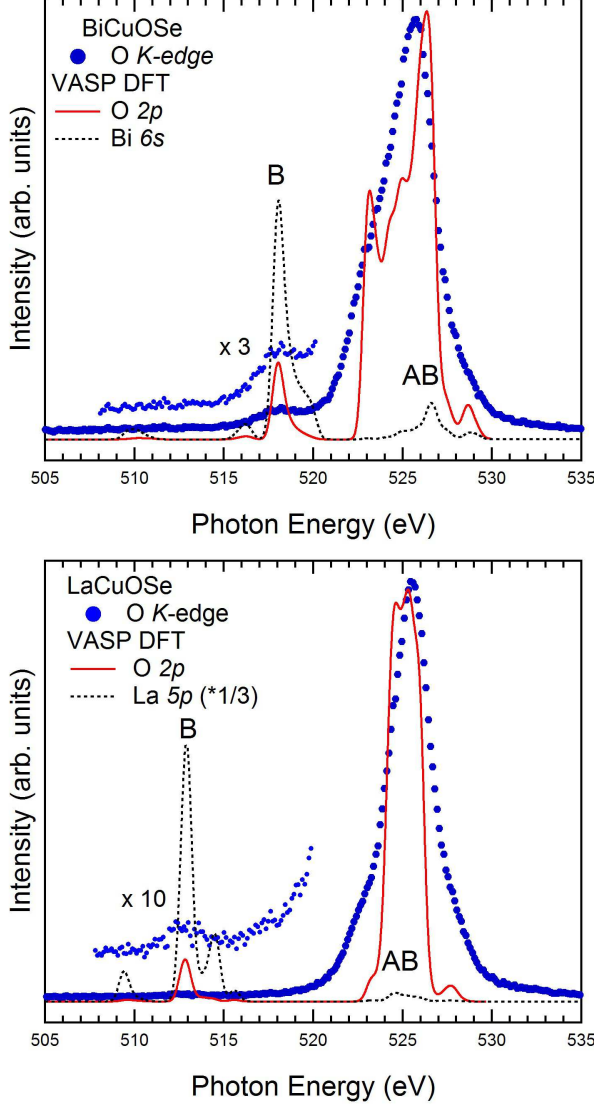 BiCuOSe
O K-edge
VASP DFT
O 2p
Bi 6s
B
x 3
AB
Intensity (arb. units)
505 510 515 520 525 530 535
Photon Energy (eV)
LaCuOSe
O K-edge
VASP DFT
O 2p
La 5p (*1/3)
B
x 10
AB
Intensity (arb. units)
505 510 515 520 525 530 535
Photon Energy (eV)